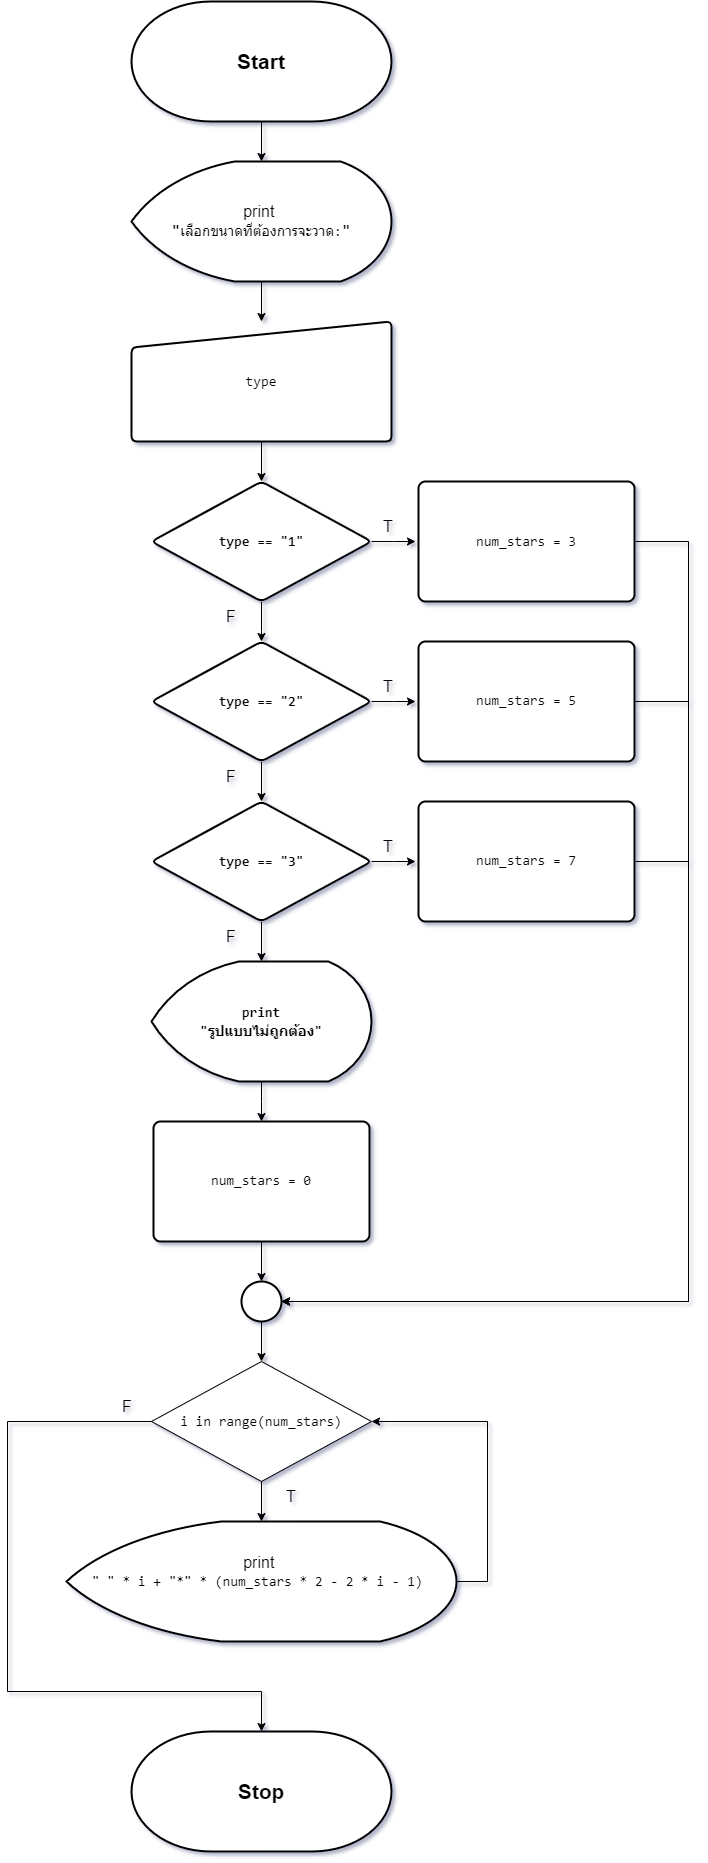 Start
print
"เลือกขนาดที่ต้องการจะวาด:"
type
type == "1"
T
num_stars = 3
F
type == "2"
T
num_stars = 5
F
type == "3"
T
num_stars = 7
F
print
"รูปแบบไม่ถูกต้อง"
num_stars = 0
F
i in range(num_stars)
T
print
" " * i + "*" * (num_stars * 2 - 2 * i - 1)
Stop